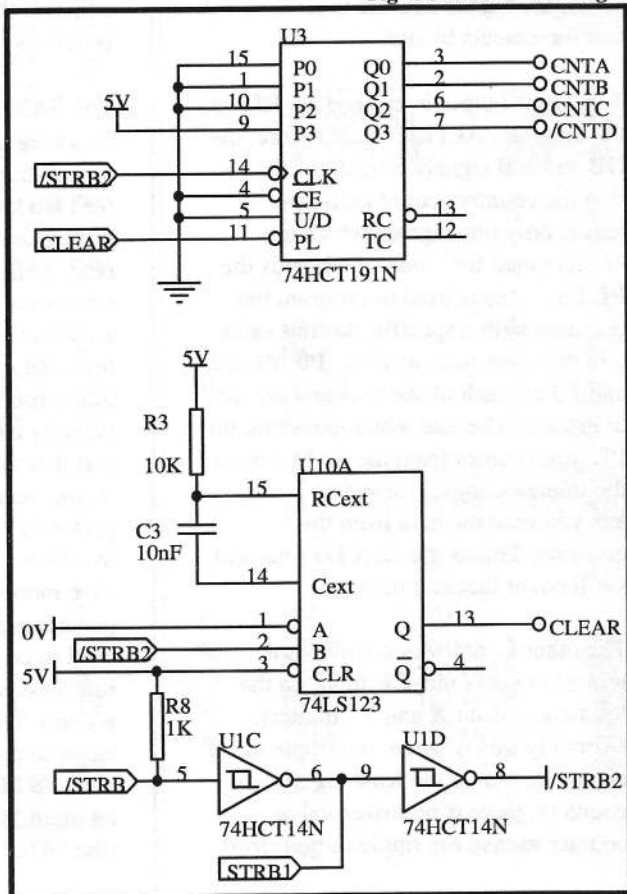 U3
15 P0 Q0 3 CNTA
1 P1 Q1 2 CNTB
5V 10 P2 Q2 6 CNTC
9 P3 Q3 7 /CNTD
/STRB2 14 CLK
4 CE
5 U/D RC 13
CLEAR 11 PL TC 12
74HCT191N
5V
R3
10K
U10A
15 RCext
C3
10nF
14 Cext
0V 1 A Q 13 CLEAR
/STRB2 2 B
5V 3 CLR Q 4
74LS123
R8
1K
U1C U1D
/STRB 5 6 9 8 /STRB2
74HCT14N 74HCT14N
STRB1